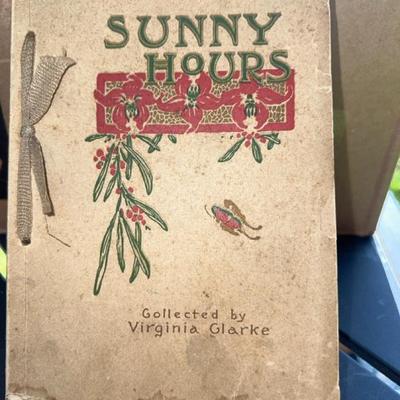 SUNNY
HOURS
Collected by
Virginia Clarke